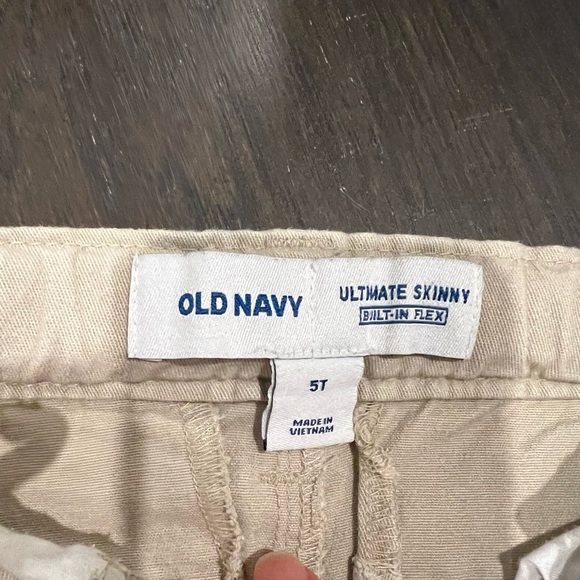 OLD NAVY
ULTIMATE SKINNY
BUILT-IN FLEX
5T
MADE IN
VIETNAM